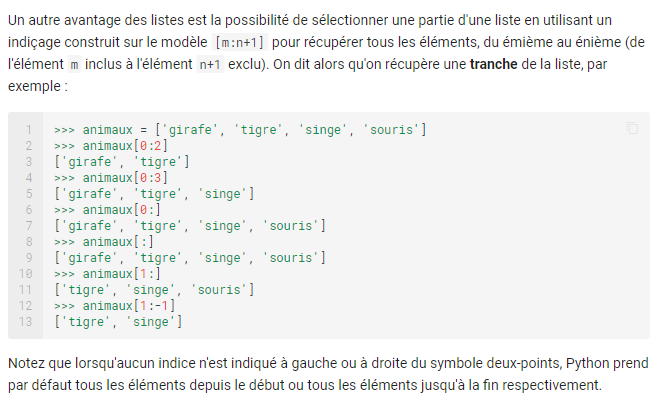 Un autre avantage des listes est la possibilité de sélectionner une partie d'une liste en utilisant un
indiçage construit sur le modèle [m:n+1] pour récupérer tous les éléments, du émième au énième (de
l'élément m inclus à l'élément n+1 exclu). On dit alors qu'on récupère une tranche de la liste, par
exemple :
1 >>> animaux = ['girafe', 'tigre', 'singe', 'souris']
2 >>> animaux[0:2]
3 ['girafe', 'tigre']
4 >>> animaux[0:3]
5 ['girafe', 'tigre', 'singe']
6 >>> animaux[0:]
7 ['girafe', 'tigre', 'singe', 'souris']
8 >>> animaux[:]
9 ['girafe', 'tigre', 'singe', 'souris']
10 >>> animaux[1:]
11 ['tigre', 'singe', 'souris']
12 >>> animaux[1:-1]
13 ['tigre', 'singe']
Notez que lorsqu'aucun indice n'est indiqué à gauche ou à droite du symbole deux-points, Python prend
par défaut tous les éléments depuis le début ou tous les éléments jusqu'à la fin respectivement.